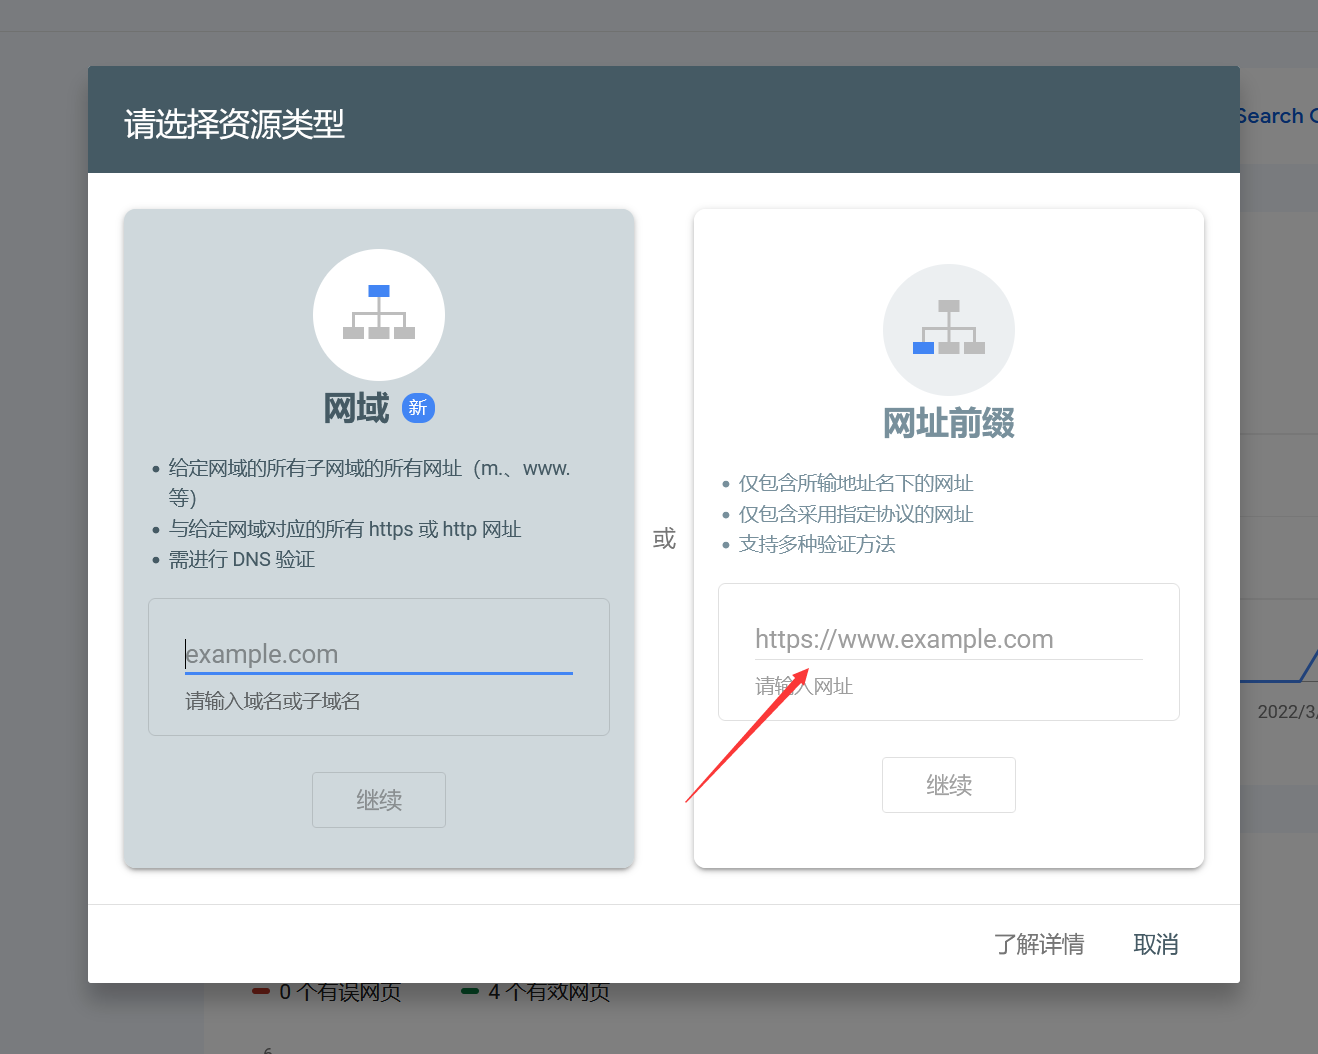 Search
请选择资源类型
网域 新
给定网域的所有子网域的所有网址（m.、www.
等）
与给定网域对应的所有 https 或 http 网址
需进行 DNS 验证
example.com
请输入域名或子域名
继续
或
网址前缀
仅包含所输地址名下的网址
仅包含采用指定协议的网址
支持多种验证方法
https://www.example.com
请输入网址
继续
2022/3/
了解详情
取消
0 个有误网页
4 个有效网页
6